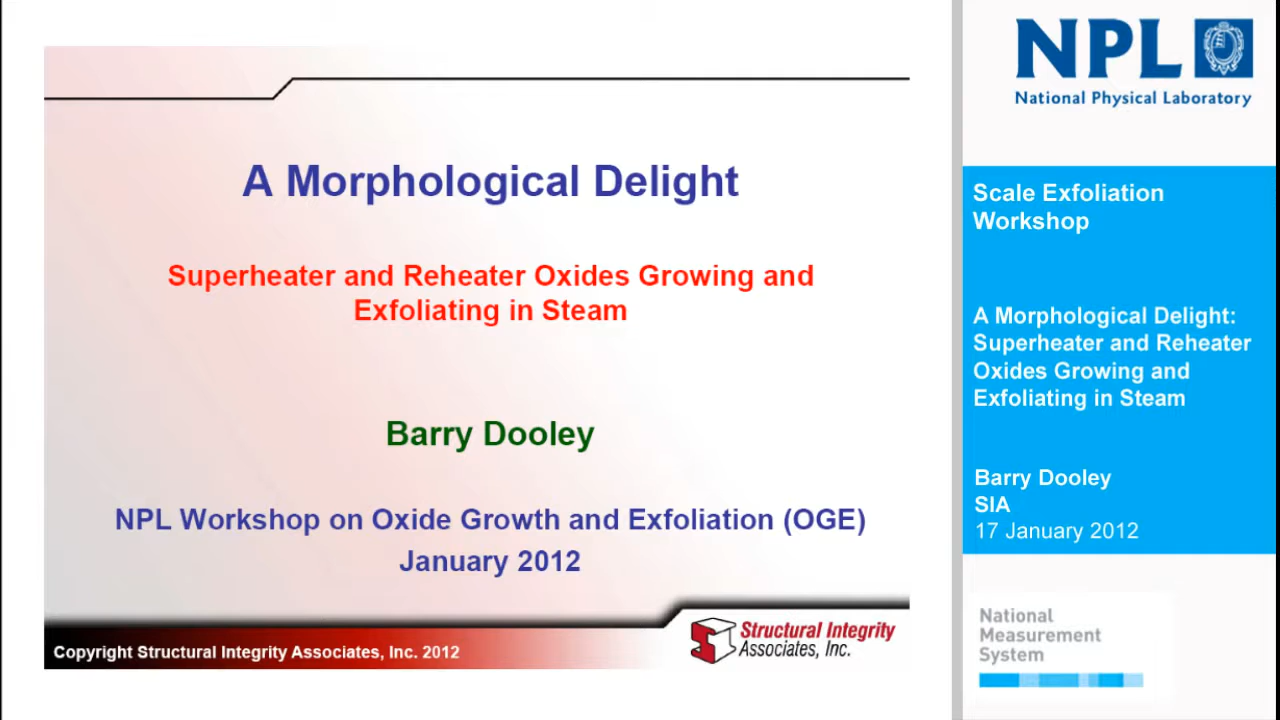 A Morphological Delight
Superheater and Reheater Oxides Growing and
Exfoliating in Steam
Barry Dooley
NPL Workshop on Oxide Growth and Exfoliation (OGE)
January 2012
Copyright Structural Integrity Associates, Inc. 2012
Structural Integrity
Associates, Inc.
NPL
National Physical Laboratory
Scale Exfoliation
Workshop
A Morphological Delight:
Superheater and Reheater
Oxides Growing and
Exfoliating in Steam
Barry Dooley
SIA
17 January 2012
National
Measurement
System